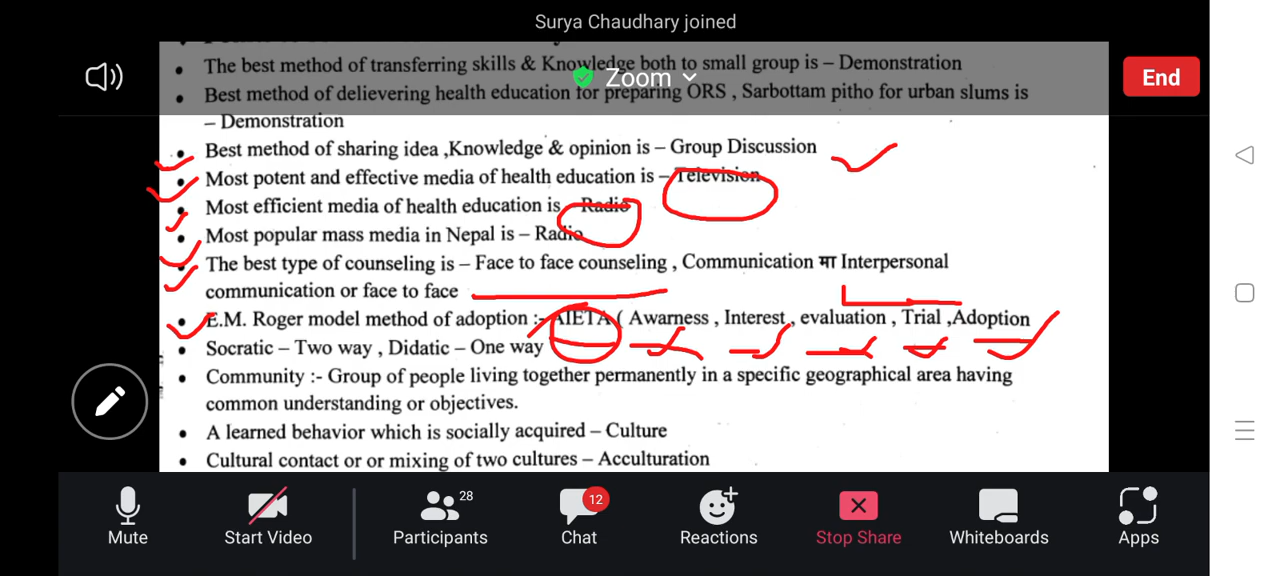 Surya Chaudhary joined
The best method of transferring skills & Knowledge both to small group is – Demonstration
Zoom
End
Best method of delievering health education for preparing ORS , Sarbottam pitho for urban slums is
– Demonstration
Best method of sharing idea ,Knowledge & opinion is – Group Discussion
Most potent and effective media of health education is – Television
Most efficient media of health education is – Radio
Most popular mass media in Nepal is – Radio
The best type of counseling is – Face to face counseling , Communication मा Interpersonal
communication or face to face
E.M. Roger model method of adoption :- AIETA ( Awarness , Interest , evaluation , Trial ,Adoption
Socratic – Two way , Didatic – One way
Community :- Group of people living together permanently in a specific geographical area having
common understanding or objectives.
A learned behavior which is socially acquired – Culture
Cultural contact or or mixing of two cultures – Acculturation
28
12
Mute Start Video Participants Chat Reactions Stop Share Whiteboards Apps